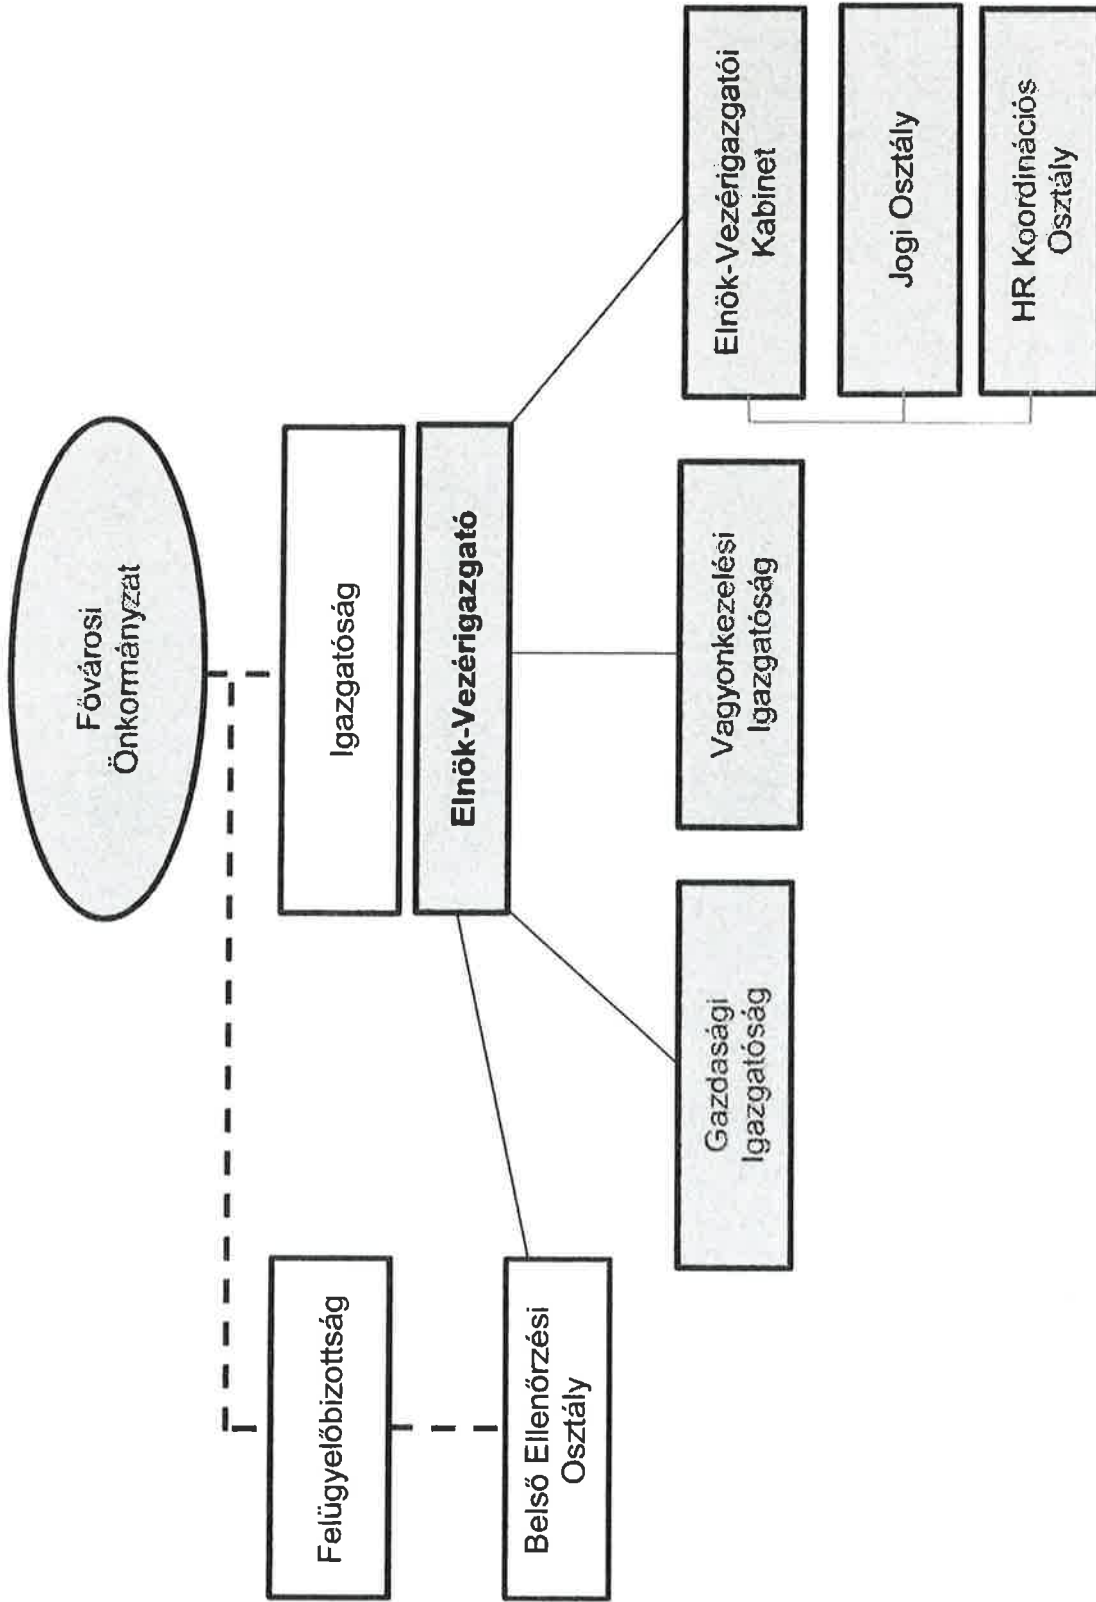 Fővárosi
Önkormányzat
Felügyelőbizottság
Igazgatóság
Elnök-Vezérigazgató
Belső Ellenőrzési
Osztály
Gazdasági
Igazgatóság
Vagyonkezelési
Igazgatóság
Elnök-Vezérigazgatói
Kabinet
Jogi Osztály
HR Koordinációs
Osztály